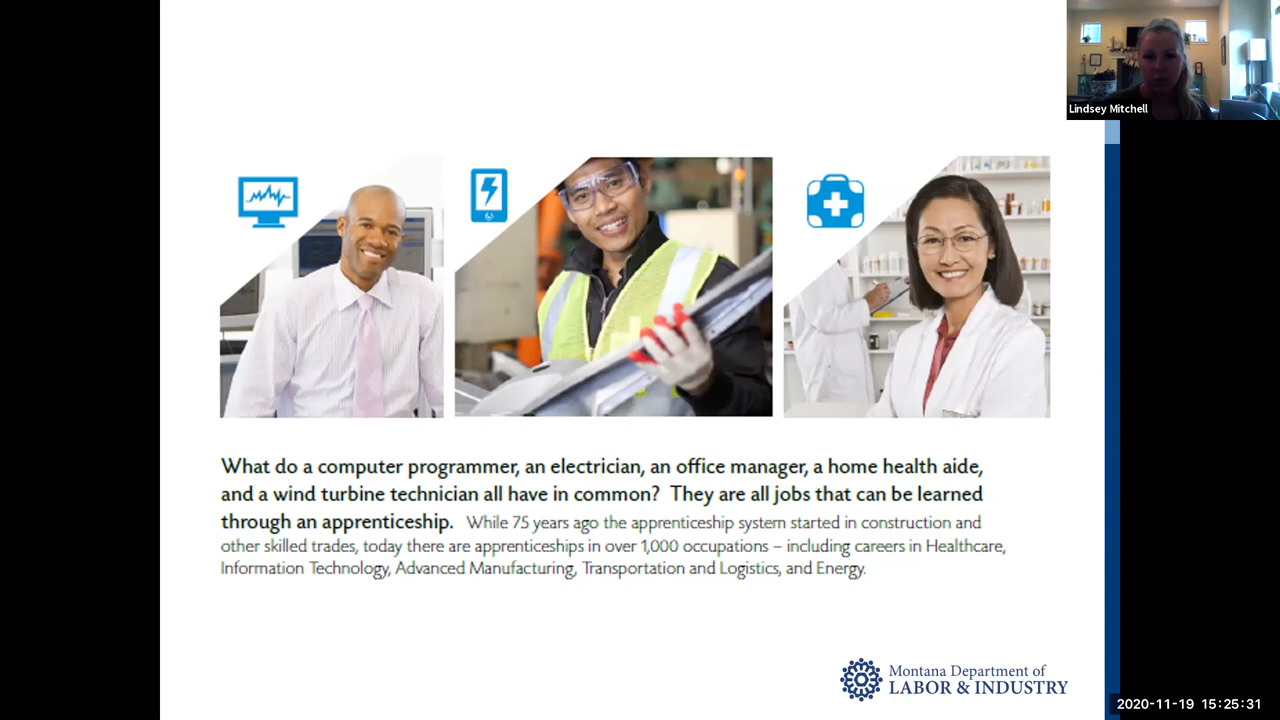 Lindsey Mitchell
What do a computer programmer, an electrician, an office manager, a home health aide,
and a wind turbine technician all have in common? They are all jobs that can be learned
through an apprenticeship. While 75 years ago the apprenticeship system started in construction and
other skilled trades, today there are apprenticeships in over 1,000 occupations – including careers in Healthcare,
Information Technology, Advanced Manufacturing, Transportation and Logistics, and Energy.
Montana Department of
LABOR & INDUSTRY
2020-11-19 15:25:31